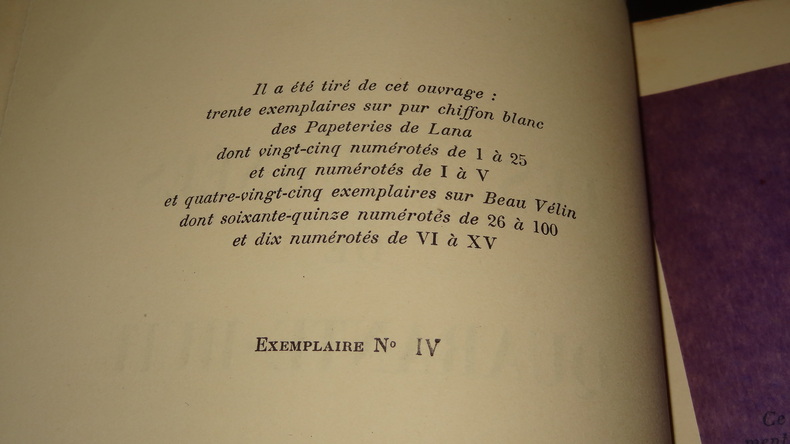 Il a été tiré de cet ouvrage :
trente exemplaires sur pur chiffon blanc
des Papeteries de Lana
dont vingt-cinq numérotés de 1 à 25
et cinq numérotés de I à V
et quatre-vingt-cinq exemplaires sur Beau Vélin
dont soixante-quinze numérotés de 26 à 100
et dix numérotés de VI à XV
EXEMPLAIRE Nº IV
Ce